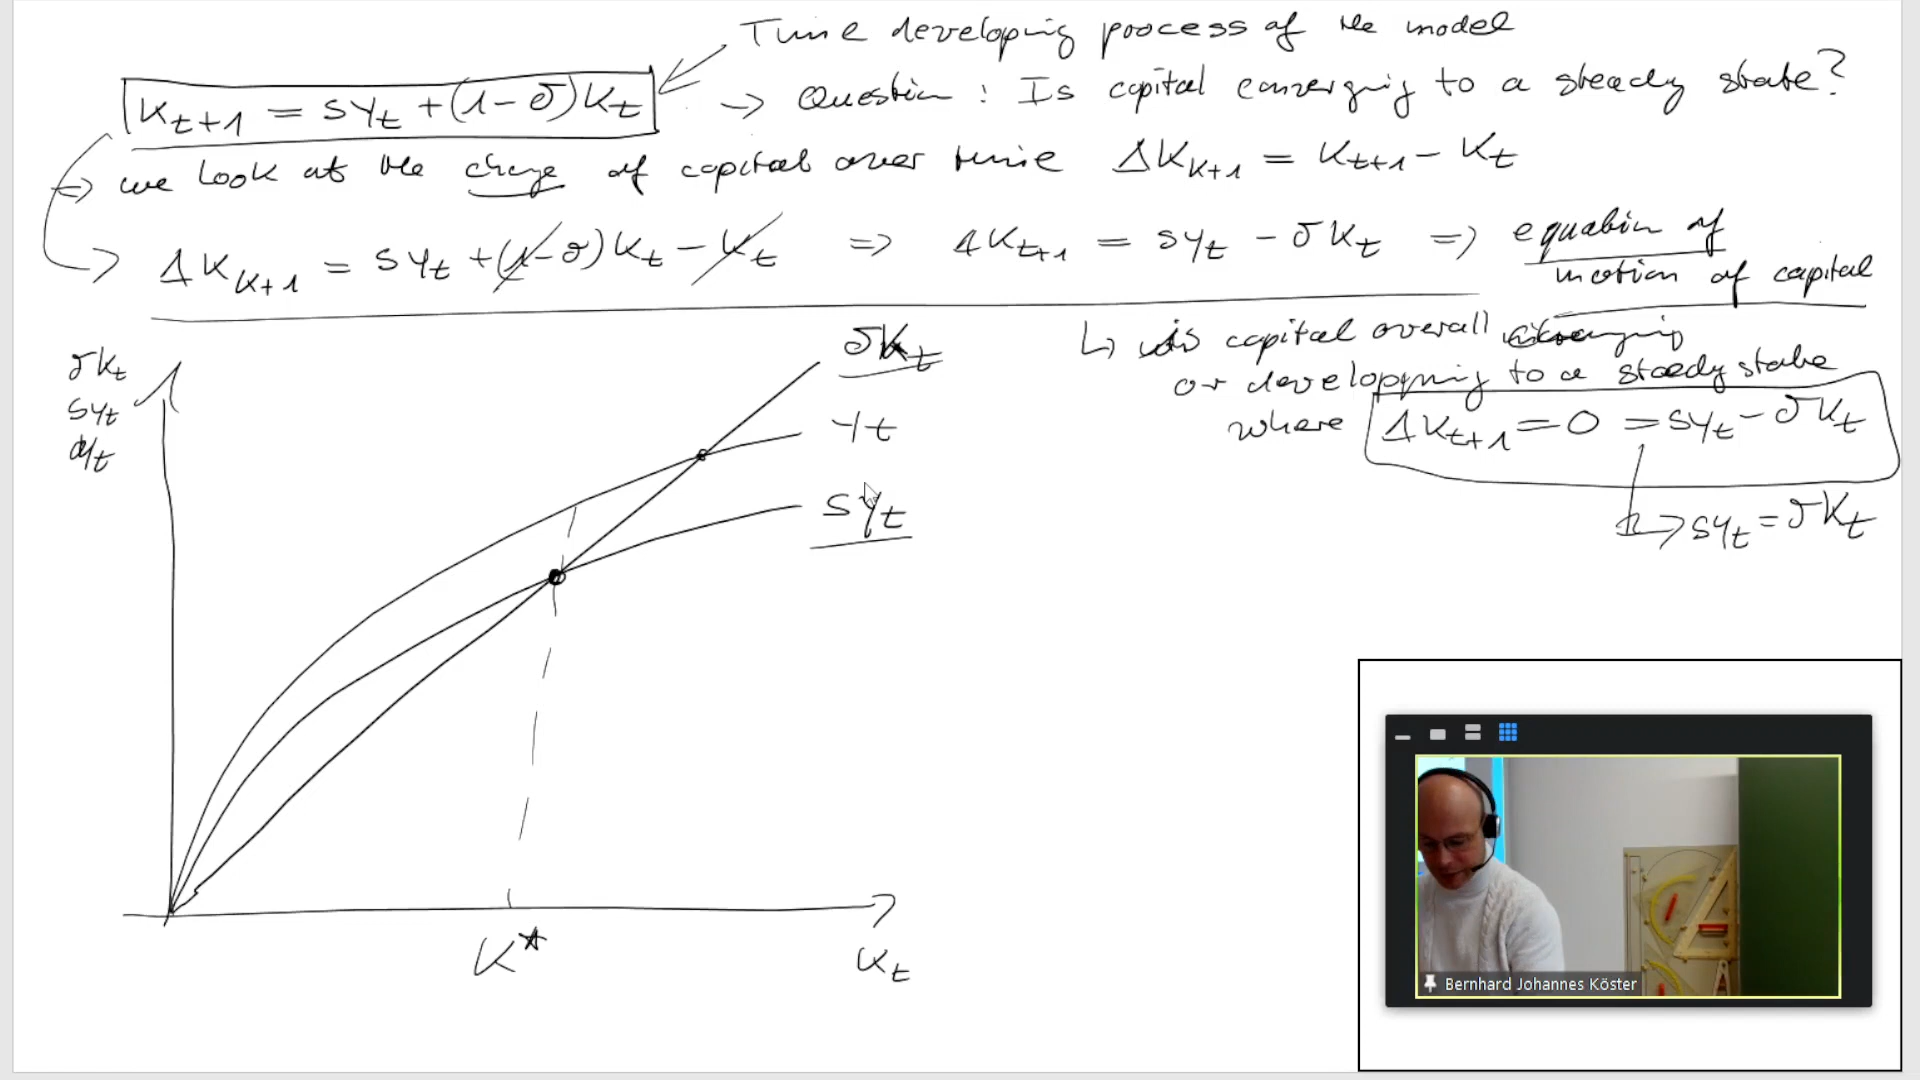 Time developing process of the model
K_{t+1} = sY_t + (1-δ)K_t
-> Question: Is capital converging to a steady state?
=> we look at the change of capital over time ΔK_{K+1} = K_{t+1} - K_t
-> ΔK_{K+1} = sY_t + (1-δ)K_t - K_t => ΔK_{t+1} = sY_t - δK_t => equation of
motion of capital
↳ is capital overall
or developping to a steady state
where ΔK_{t+1} = 0 = sY_t - δK_t
-> sY_t = δK_t
δK_t
sY_t
Y_t
δK_t
Y_t
sY_t
K*
K_t
Bernhard Johannes Köster